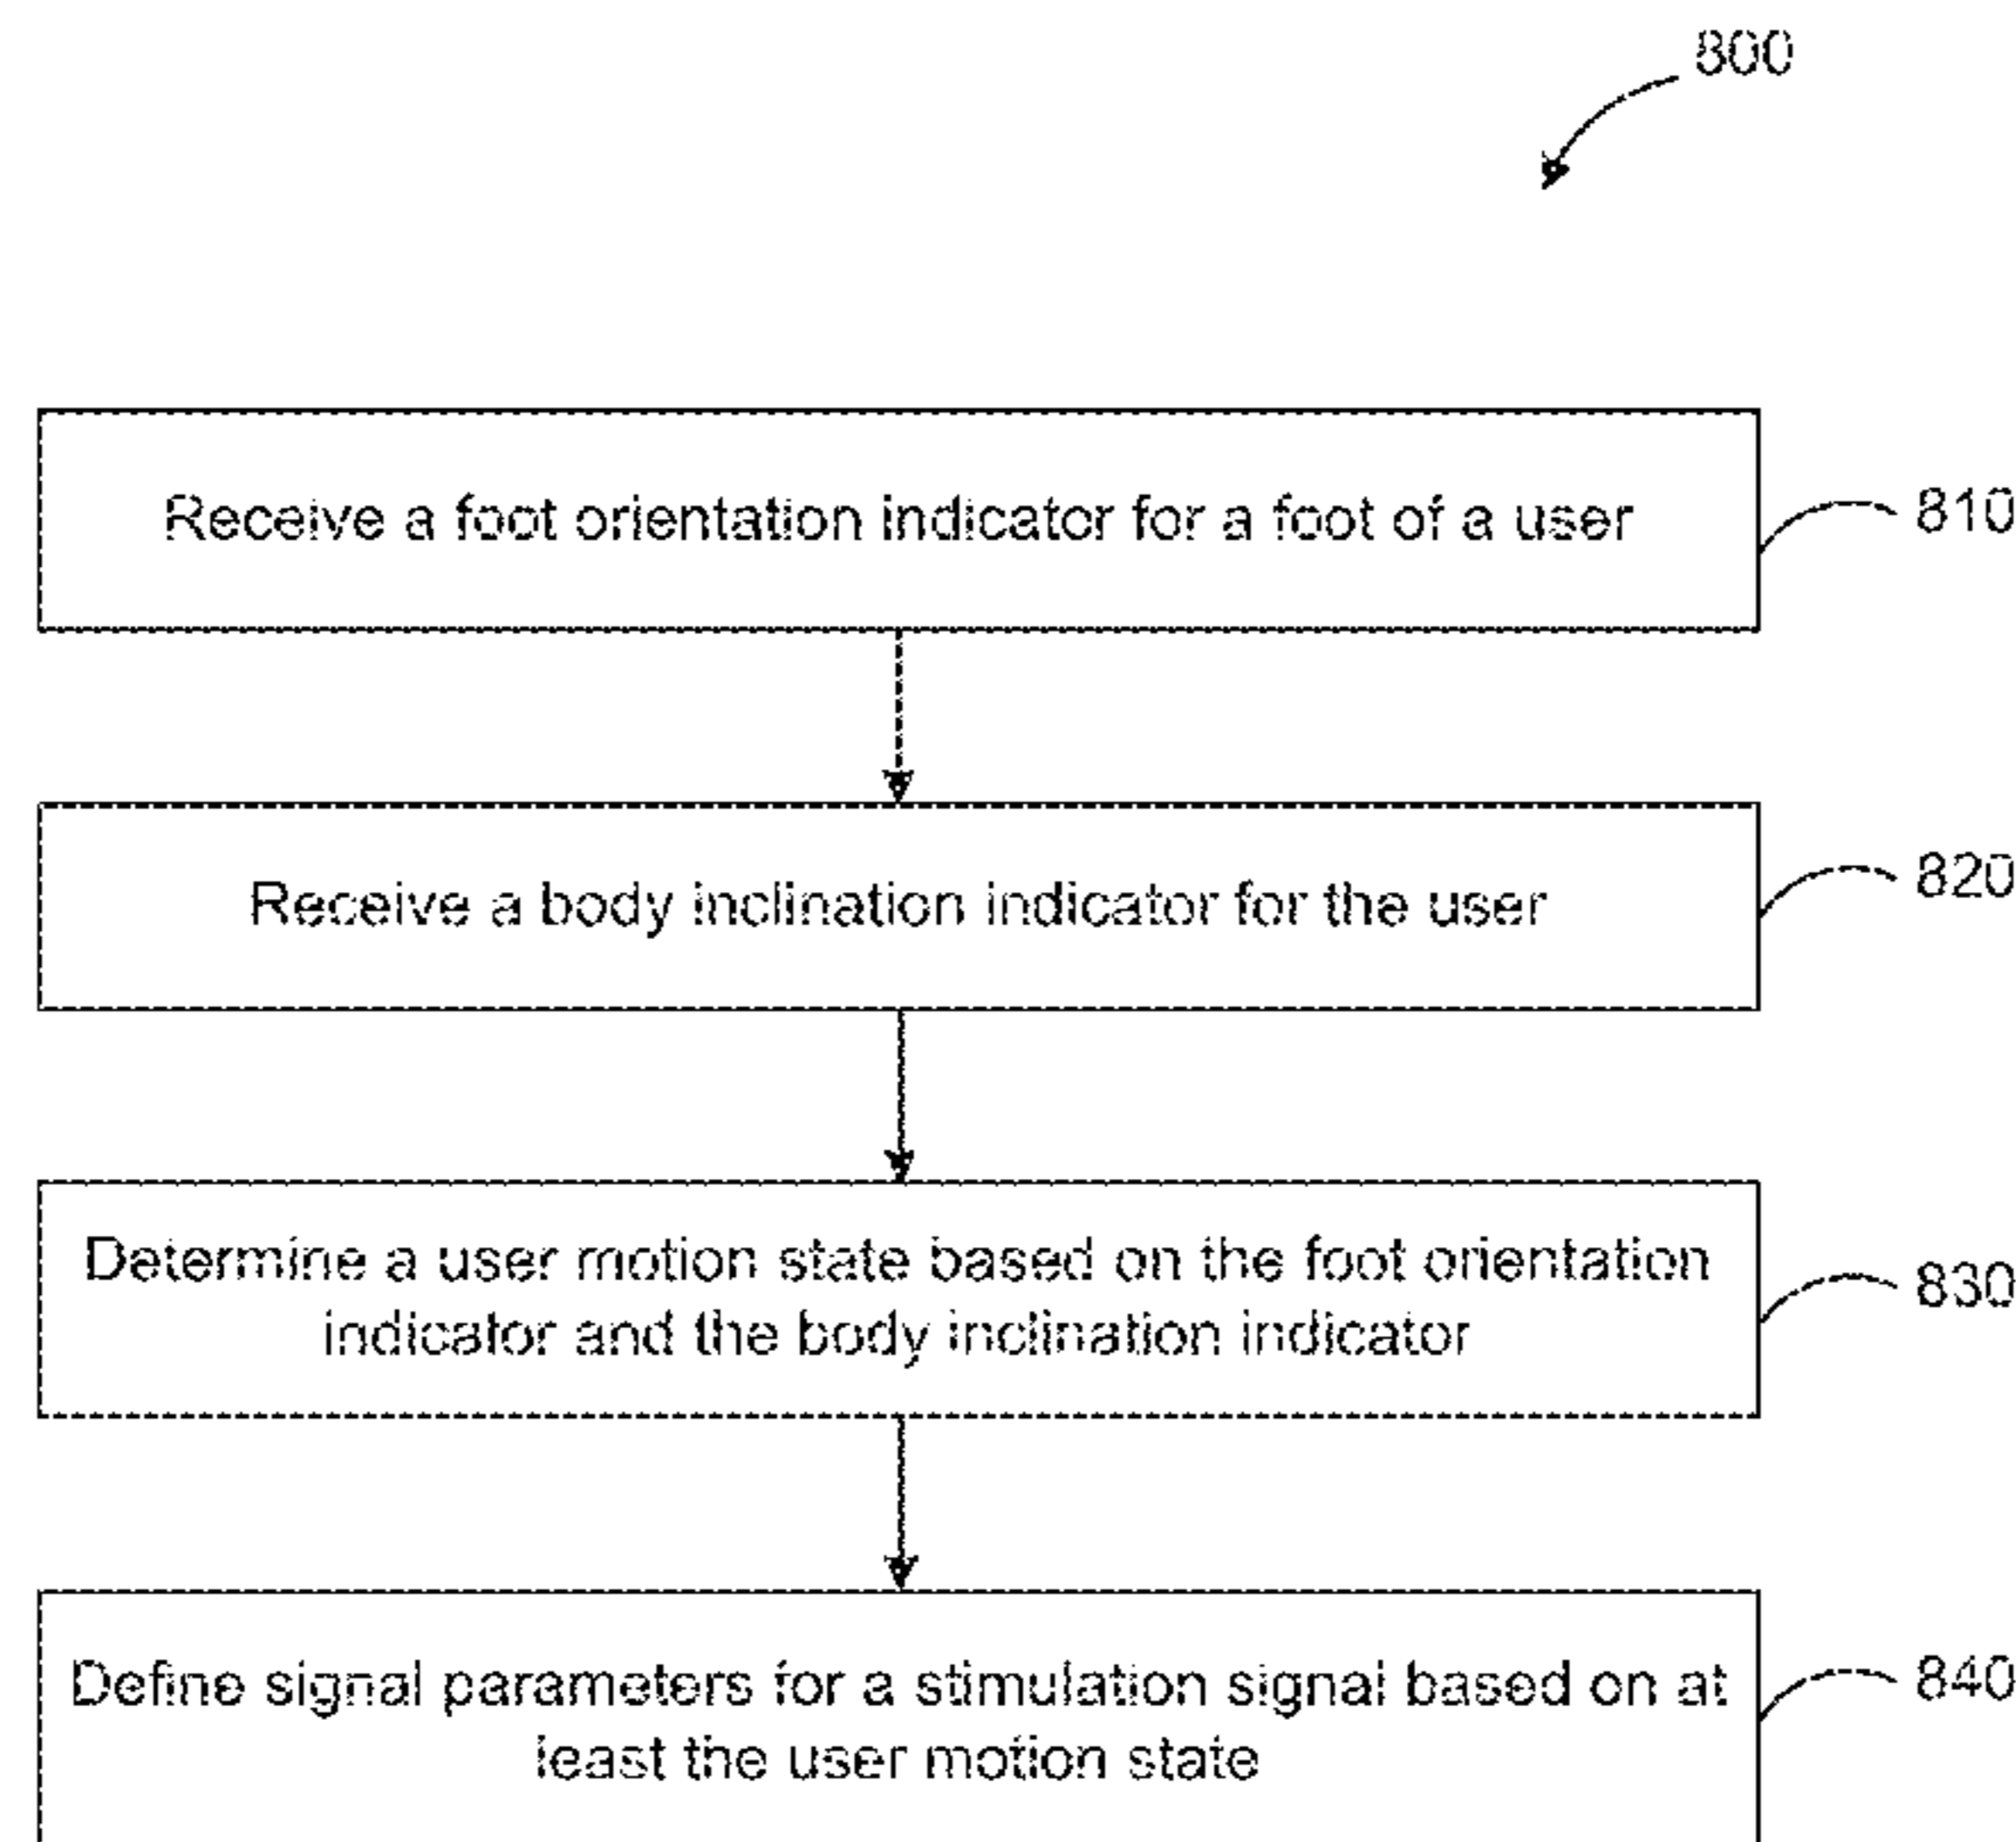 800
Receive a foot orientation indicator for a foot of a user
810
Receive a body inclination indicator for the user
820
Determine a user motion state based on the foot orientation
indicator and the body inclination indicator
830
Define signal parameters for a stimulation signal based on at
least the user motion state
840